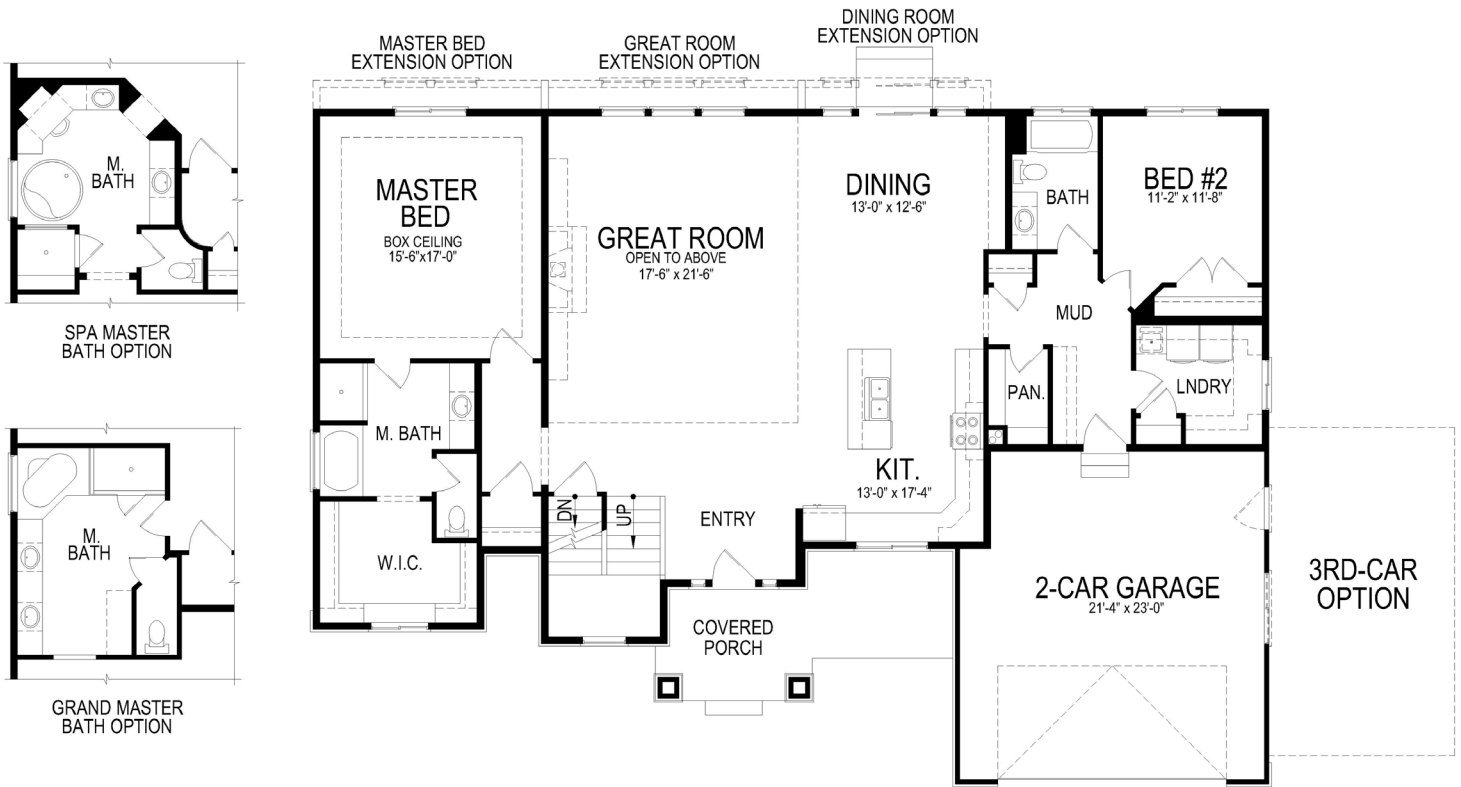 MASTER BED
EXTENSION OPTION
GREAT ROOM
EXTENSION OPTION
DINING ROOM
EXTENSION OPTION
M.
BATH
SPA MASTER
BATH OPTION
M.
BATH
GRAND MASTER
BATH OPTION
MASTER
BED
BOX CEILING
15'-6"x17'-0"
GREAT ROOM
OPEN TO ABOVE
17'-6" x 21'-6"
DINING
13'-0" x 12'-6"
BATH
BED #2
11'-2" x 11'-8"
MUD
PAN.
LNDRY
M. BATH
W.I.C.
DN
UP
ENTRY
KIT.
13'-0" x 17'-4"
COVERED
PORCH
2-CAR GARAGE
21'-4" x 23'-0"
3RD-CAR
OPTION